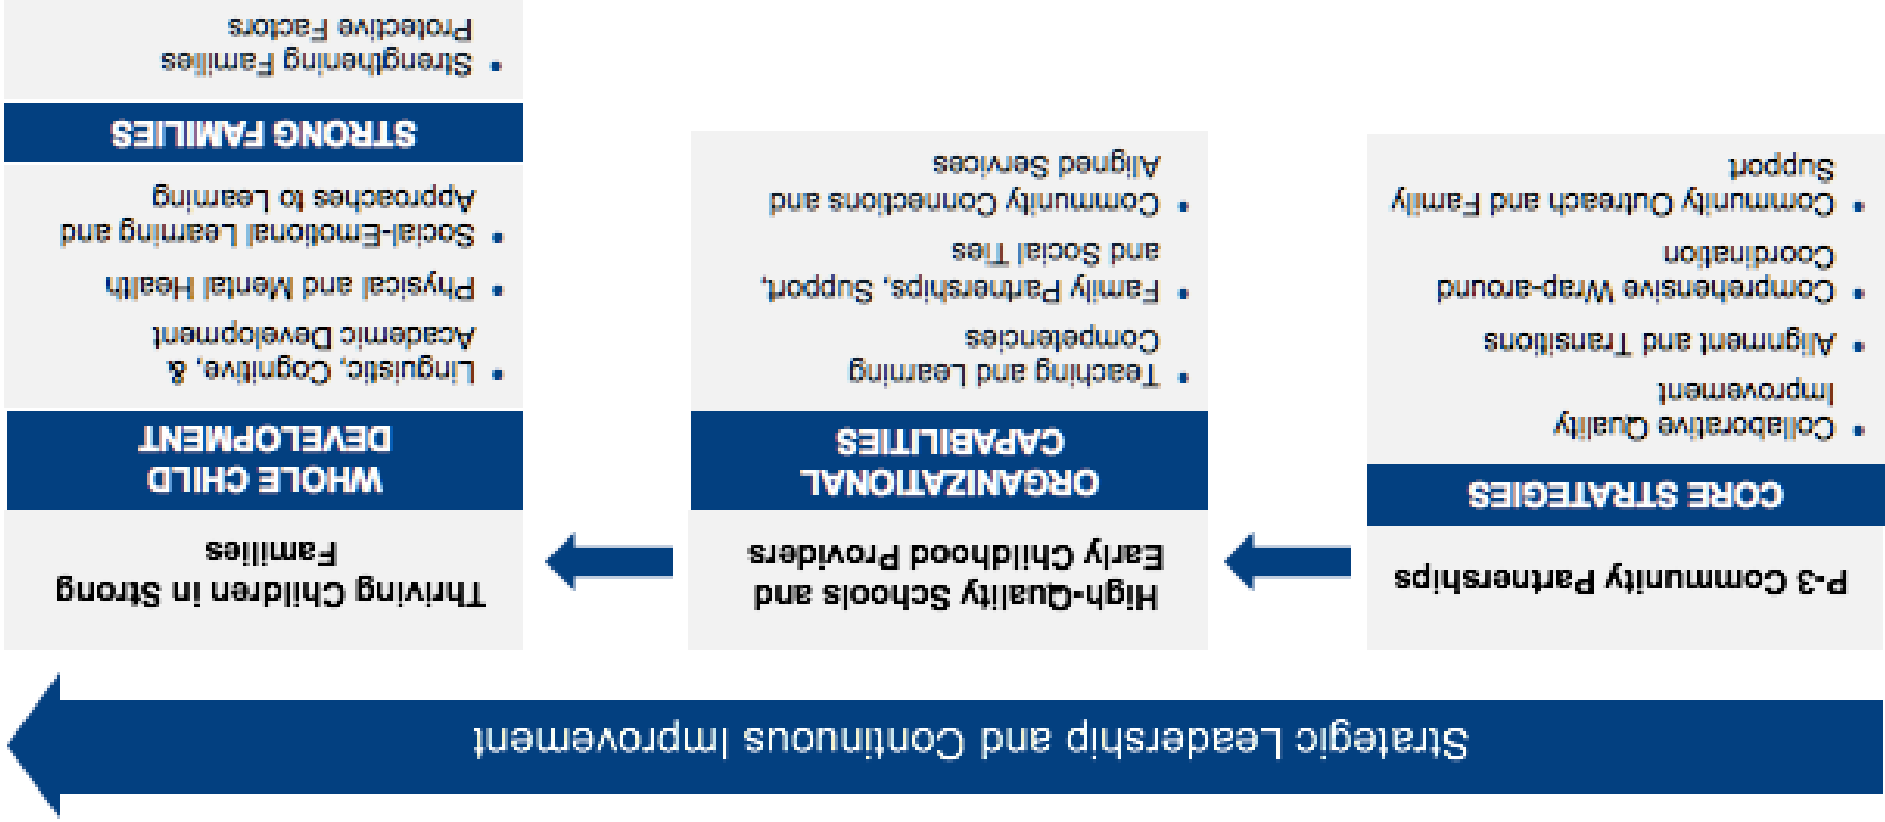 Strategic Leadership and Continuous Improvement
P-3 Community Partnerships
CORE STRATEGIES
• Collaborative Quality
Improvement
• Alignment and Transitions
• Comprehensive Wrap-around
Coordination
• Community Outreach and Family
Support
High-Quality Schools and
Early Childhood Providers
ORGANIZATIONAL
CAPABILITIES
• Teaching and Learning
Competencies
• Family Partnerships, Support,
and Social Ties
• Community Connections and
Aligned Services
Thriving Children in Strong
Families
WHOLE CHILD
DEVELOPMENT
• Linguistic, Cognitive, &
Academic Development
• Physical and Mental Health
• Social-Emotional Learning and
Approaches to Learning
STRONG FAMILIES
• Strengthening Families
Protective Factors